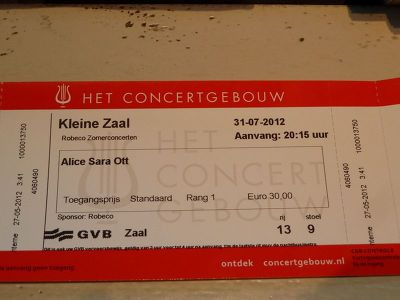 HET CONCERTGEBOUW
Kleine Zaal 31-07-2012
Robeco Zomerconcerten Aanvang: 20:15 uur
HET
CONCERT
GEBOUW
Alice Sara Ott
Toegangsprijs Standaard Rang 1 Euro 30,00
Sponsor: Robeco rij stoel
GVB Zaal 13 9
ontdek concertgebouw.nl
27-05-2012 3.41 4060490 1000013750
27-05-2012 3.41 4060490 1000013750